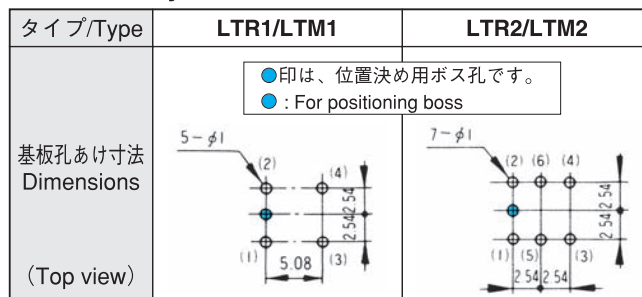 タイプ/Type LTR1/LTM1 LTR2/LTM2
●印は、位置決め用ボス孔です。
● : For positioning boss
基板孔あけ寸法
Dimensions
(Top view)
5-φ1
(2) (4)
2.54
2.54
(1) (3)
5.08
7-φ1
(2) (6) (4)
2.54
2.54
(1) (5) (3)
2.54 2.54